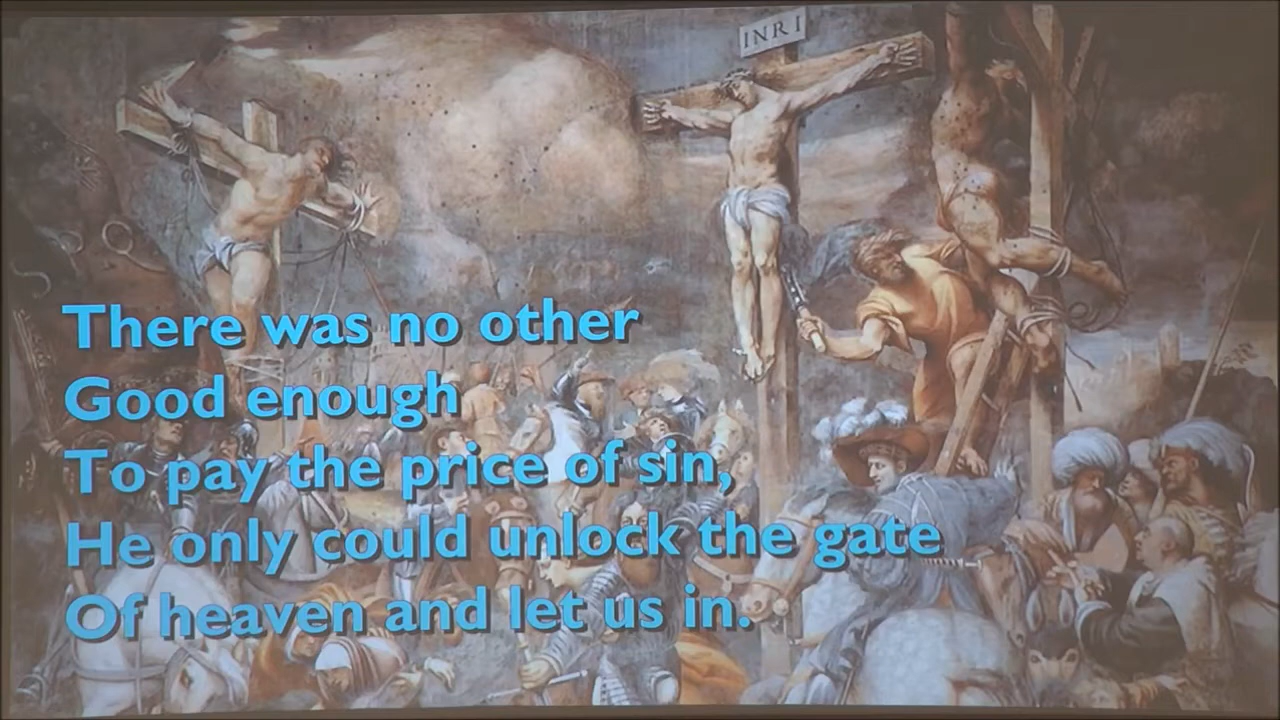 INRI
There was no other
Good enough
To pay the price of sin,
He only could unlock the gate
Of heaven and let us in.